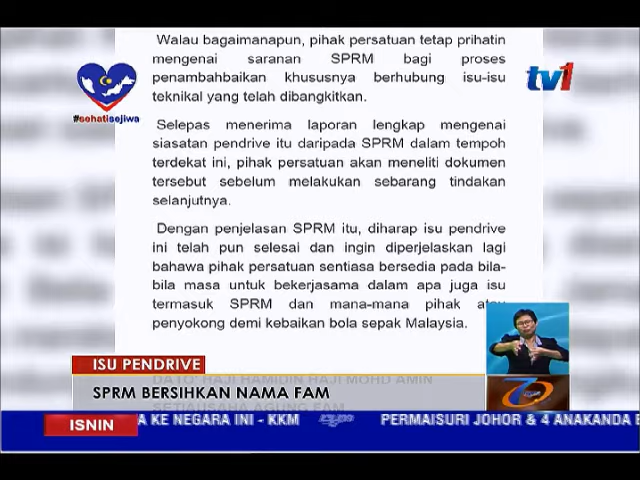 Walau bagaimanapun, pihak persatuan tetap prihatin
mengenai saranan SPRM bagi proses
penambahbaikan khususnya berhubung isu-isu
teknikal yang telah dibangkitkan.
Selepas menerima laporan lengkap mengenai
siasatan pendrive itu daripada SPRM dalam tempoh
terdekat ini, pihak persatuan akan meneliti dokumen
tersebut sebelum melakukan sebarang tindakan
selanjutnya.
Dengan penjelasan SPRM itu, diharap isu pendrive
ini telah pun selesai dan ingin diperjelaskan lagi
bahawa pihak persatuan sentiasa bersedia pada bila-
bila masa untuk bekerjasama dalam apa juga isu
termasuk SPRM dan mana-mana pihak atau
penyokong demi kebaikan bola sepak Malaysia.
#sehatisejiwa
tv1
ISU PENDRIVE
DATO' HAJI HAMIDIN HAJI MOHD AMIN
SPRM BERSIHKAN NAMA FAM
SETIAUSAHA AGUNG FAM
70
ISNIN
A KE NEGARA INI - KKM PERMAISURI JOHOR & 4 ANAKANDA